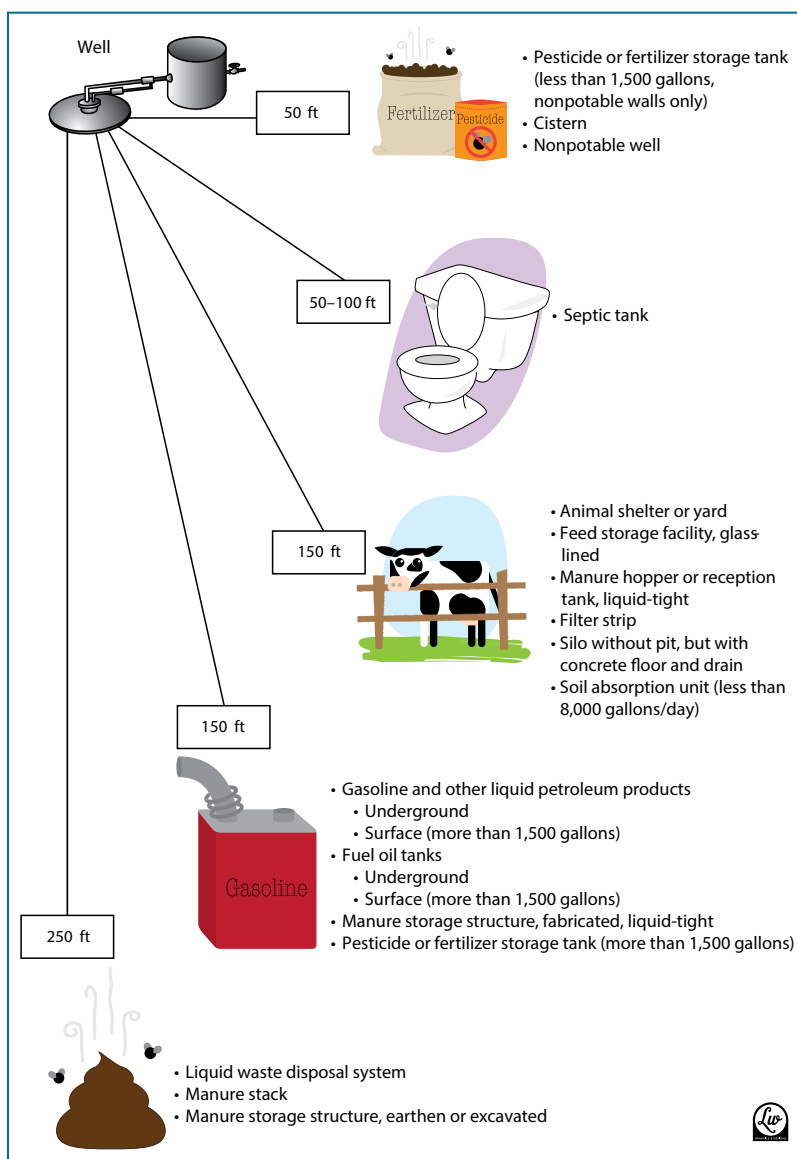 Well
50 ft
Fertilizer
Pesticide
• Pesticide or fertilizer storage tank
(less than 1,500 gallons,
nonpotable walls only)
• Cistern
• Nonpotable well
50–100 ft
• Septic tank
150 ft
• Animal shelter or yard
• Feed storage facility, glass-
lined
• Manure hopper or reception
tank, liquid-tight
• Filter strip
• Silo without pit, but with
concrete floor and drain
• Soil absorption unit (less than
8,000 gallons/day)
150 ft
Gasoline
• Gasoline and other liquid petroleum products
• Underground
• Surface (more than 1,500 gallons)
• Fuel oil tanks
• Underground
• Surface (more than 1,500 gallons)
• Manure storage structure, fabricated, liquid-tight
• Pesticide or fertilizer storage tank (more than 1,500 gallons)
250 ft
• Liquid waste disposal system
• Manure stack
• Manure storage structure, earthen or excavated
Lw